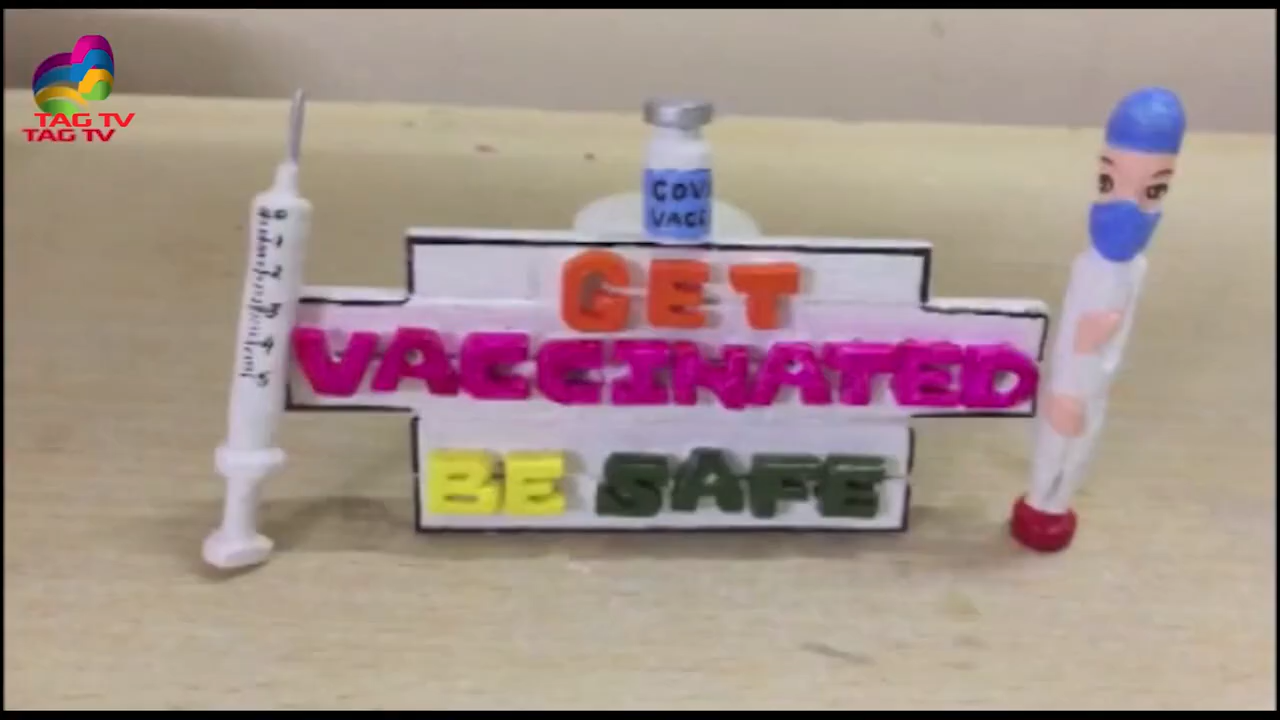 TAG TV
TAG TV
COVI
VACC
GET
VACCINATED
BE SAFE